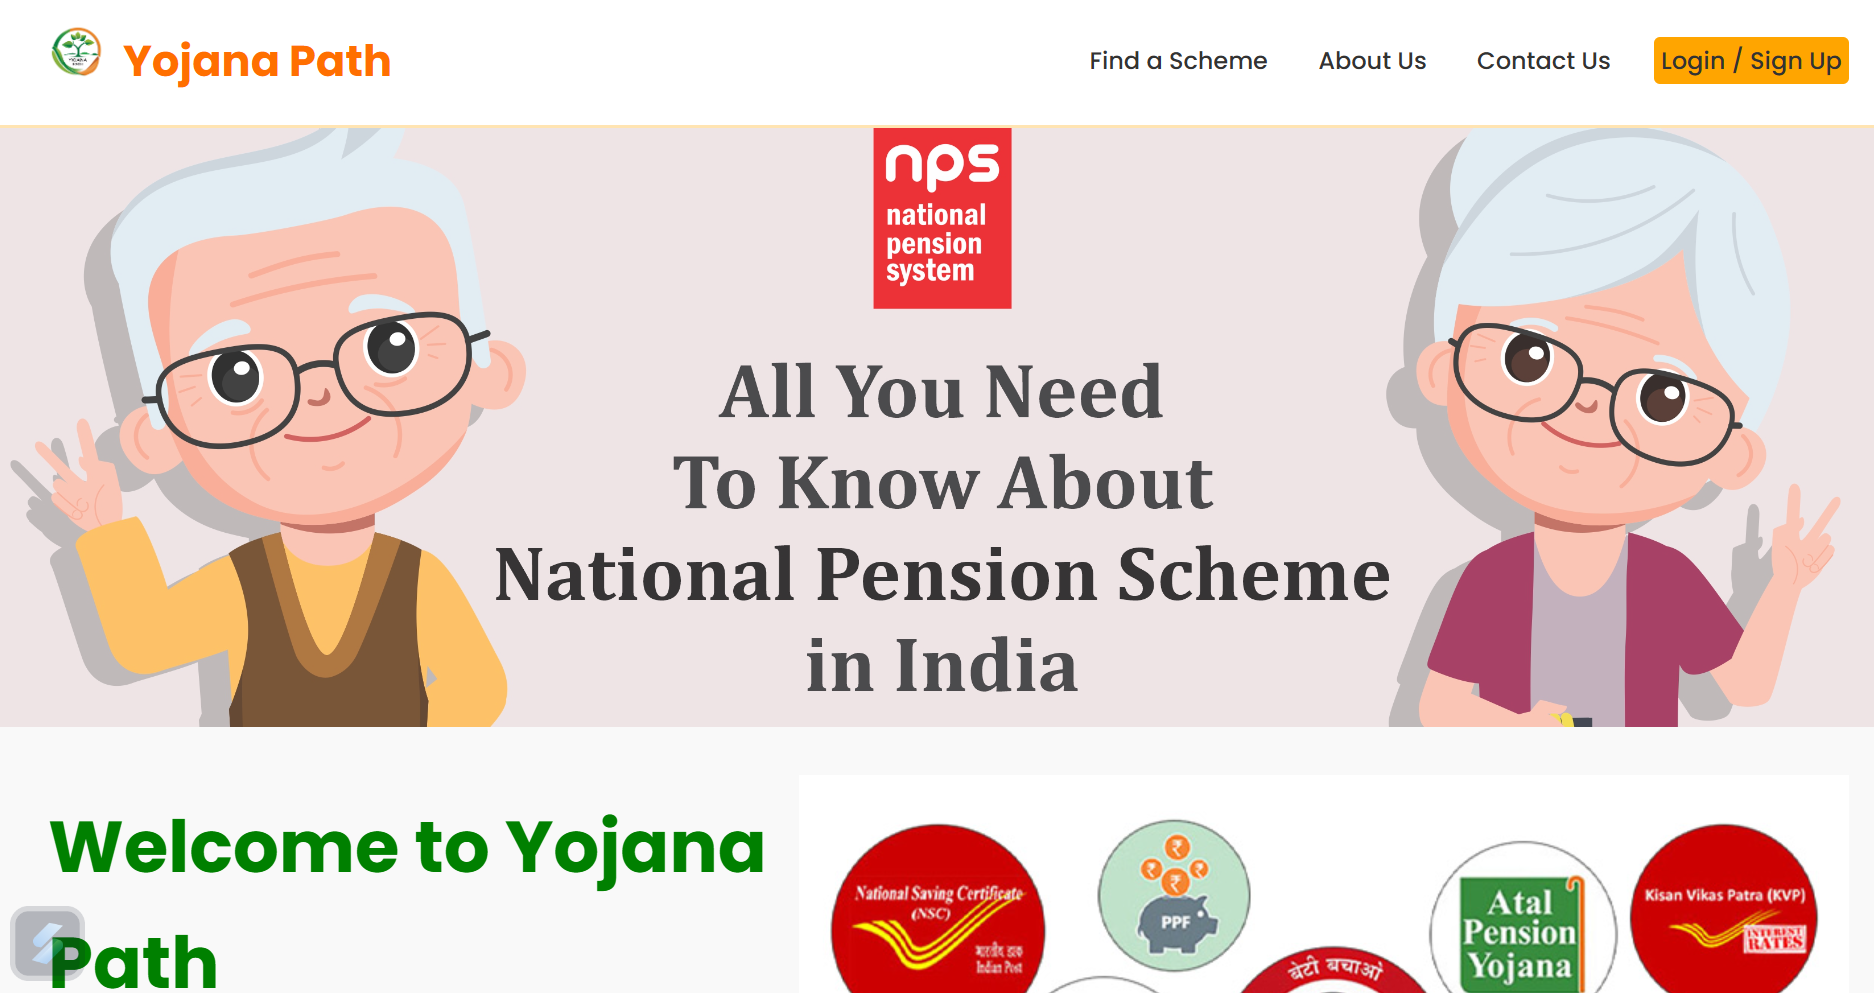 Yojana Path
Find a Scheme
About Us
Contact Us
Login / Sign Up
nps
national
pension
system
All You Need
To Know About
National Pension Scheme
in India
Welcome to Yojana
Path
National Saving Certificate
(NSC)
भारतीय डाक
Indian Post
PPF
बेटी बचाओ
Atal
Pension
Yojana
Kisan Vikas Patra (KVP)
INTEREST
RATES